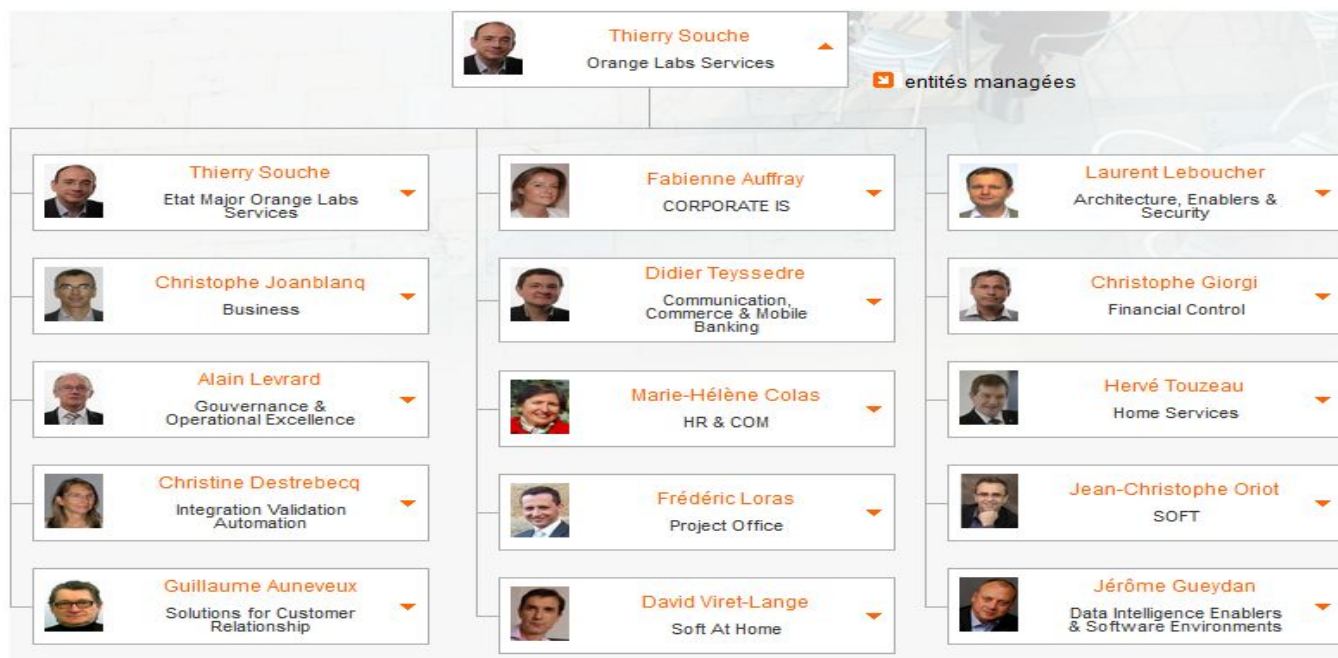 Thierry Souche
Orange Labs Services
entités managées
Thierry Souche
Etat Major Orange Labs
Services
Christophe Joanblanq
Business
Alain Levrard
Gouvernance &
Operational Excellence
Christine Destrebecq
Integration Validation
Automation
Guillaume Auneveux
Solutions for Customer
Relationship
Fabienne Auffray
CORPORATE IS
Didier Teyssedre
Communication,
Commerce & Mobile
Banking
Marie-Hélène Colas
HR & COM
Frédéric Loras
Project Office
David Viret-Lange
Soft At Home
Laurent Leboucher
Architecture, Enablers &
Security
Christophe Giorgi
Financial Control
Hervé Touzeau
Home Services
Jean-Christophe Oriot
SOFT
Jérôme Gueydan
Data Intelligence Enablers
& Software Environments